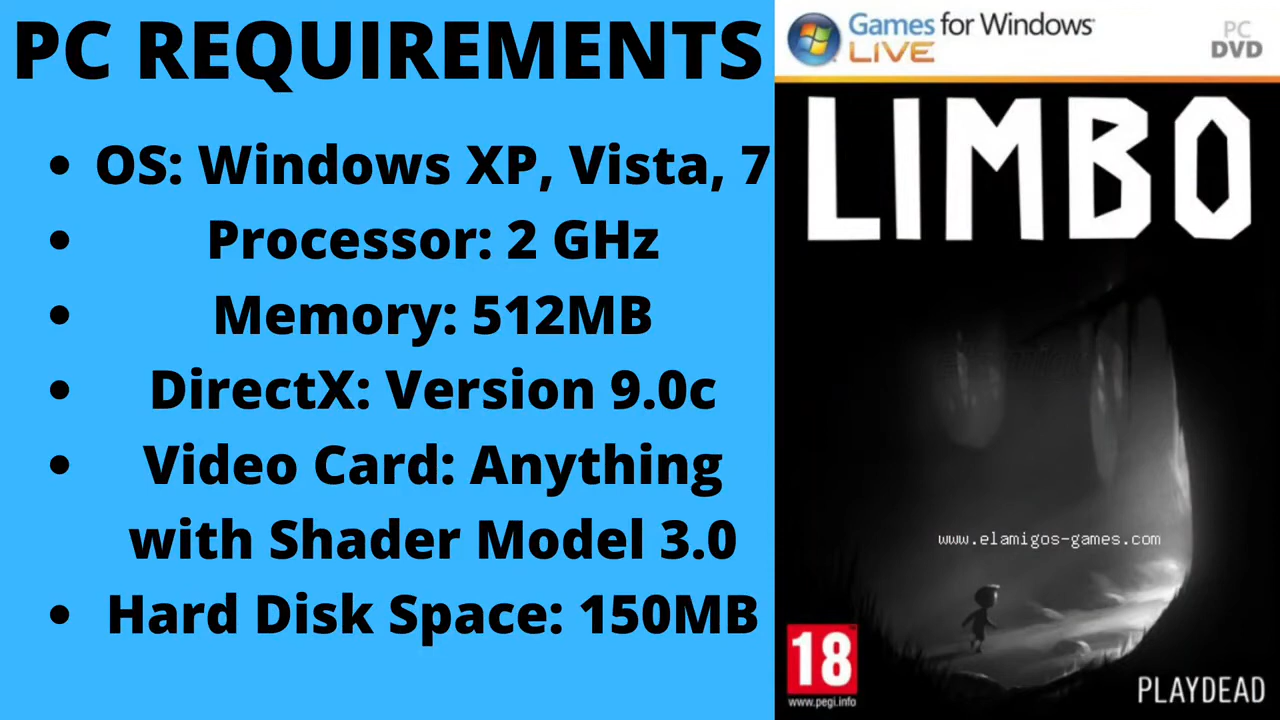 PC REQUIREMENTS
• OS: Windows XP, Vista, 7
• Processor: 2 GHz
• Memory: 512MB
• DirectX: Version 9.0c
• Video Card: Anything
with Shader Model 3.0
• Hard Disk Space: 150MB
Games for Windows
LIVE
PC
DVD
LIMBO
elamigos
www.elamigos-games.com
18
www.pegi.info
PLAYDEAD